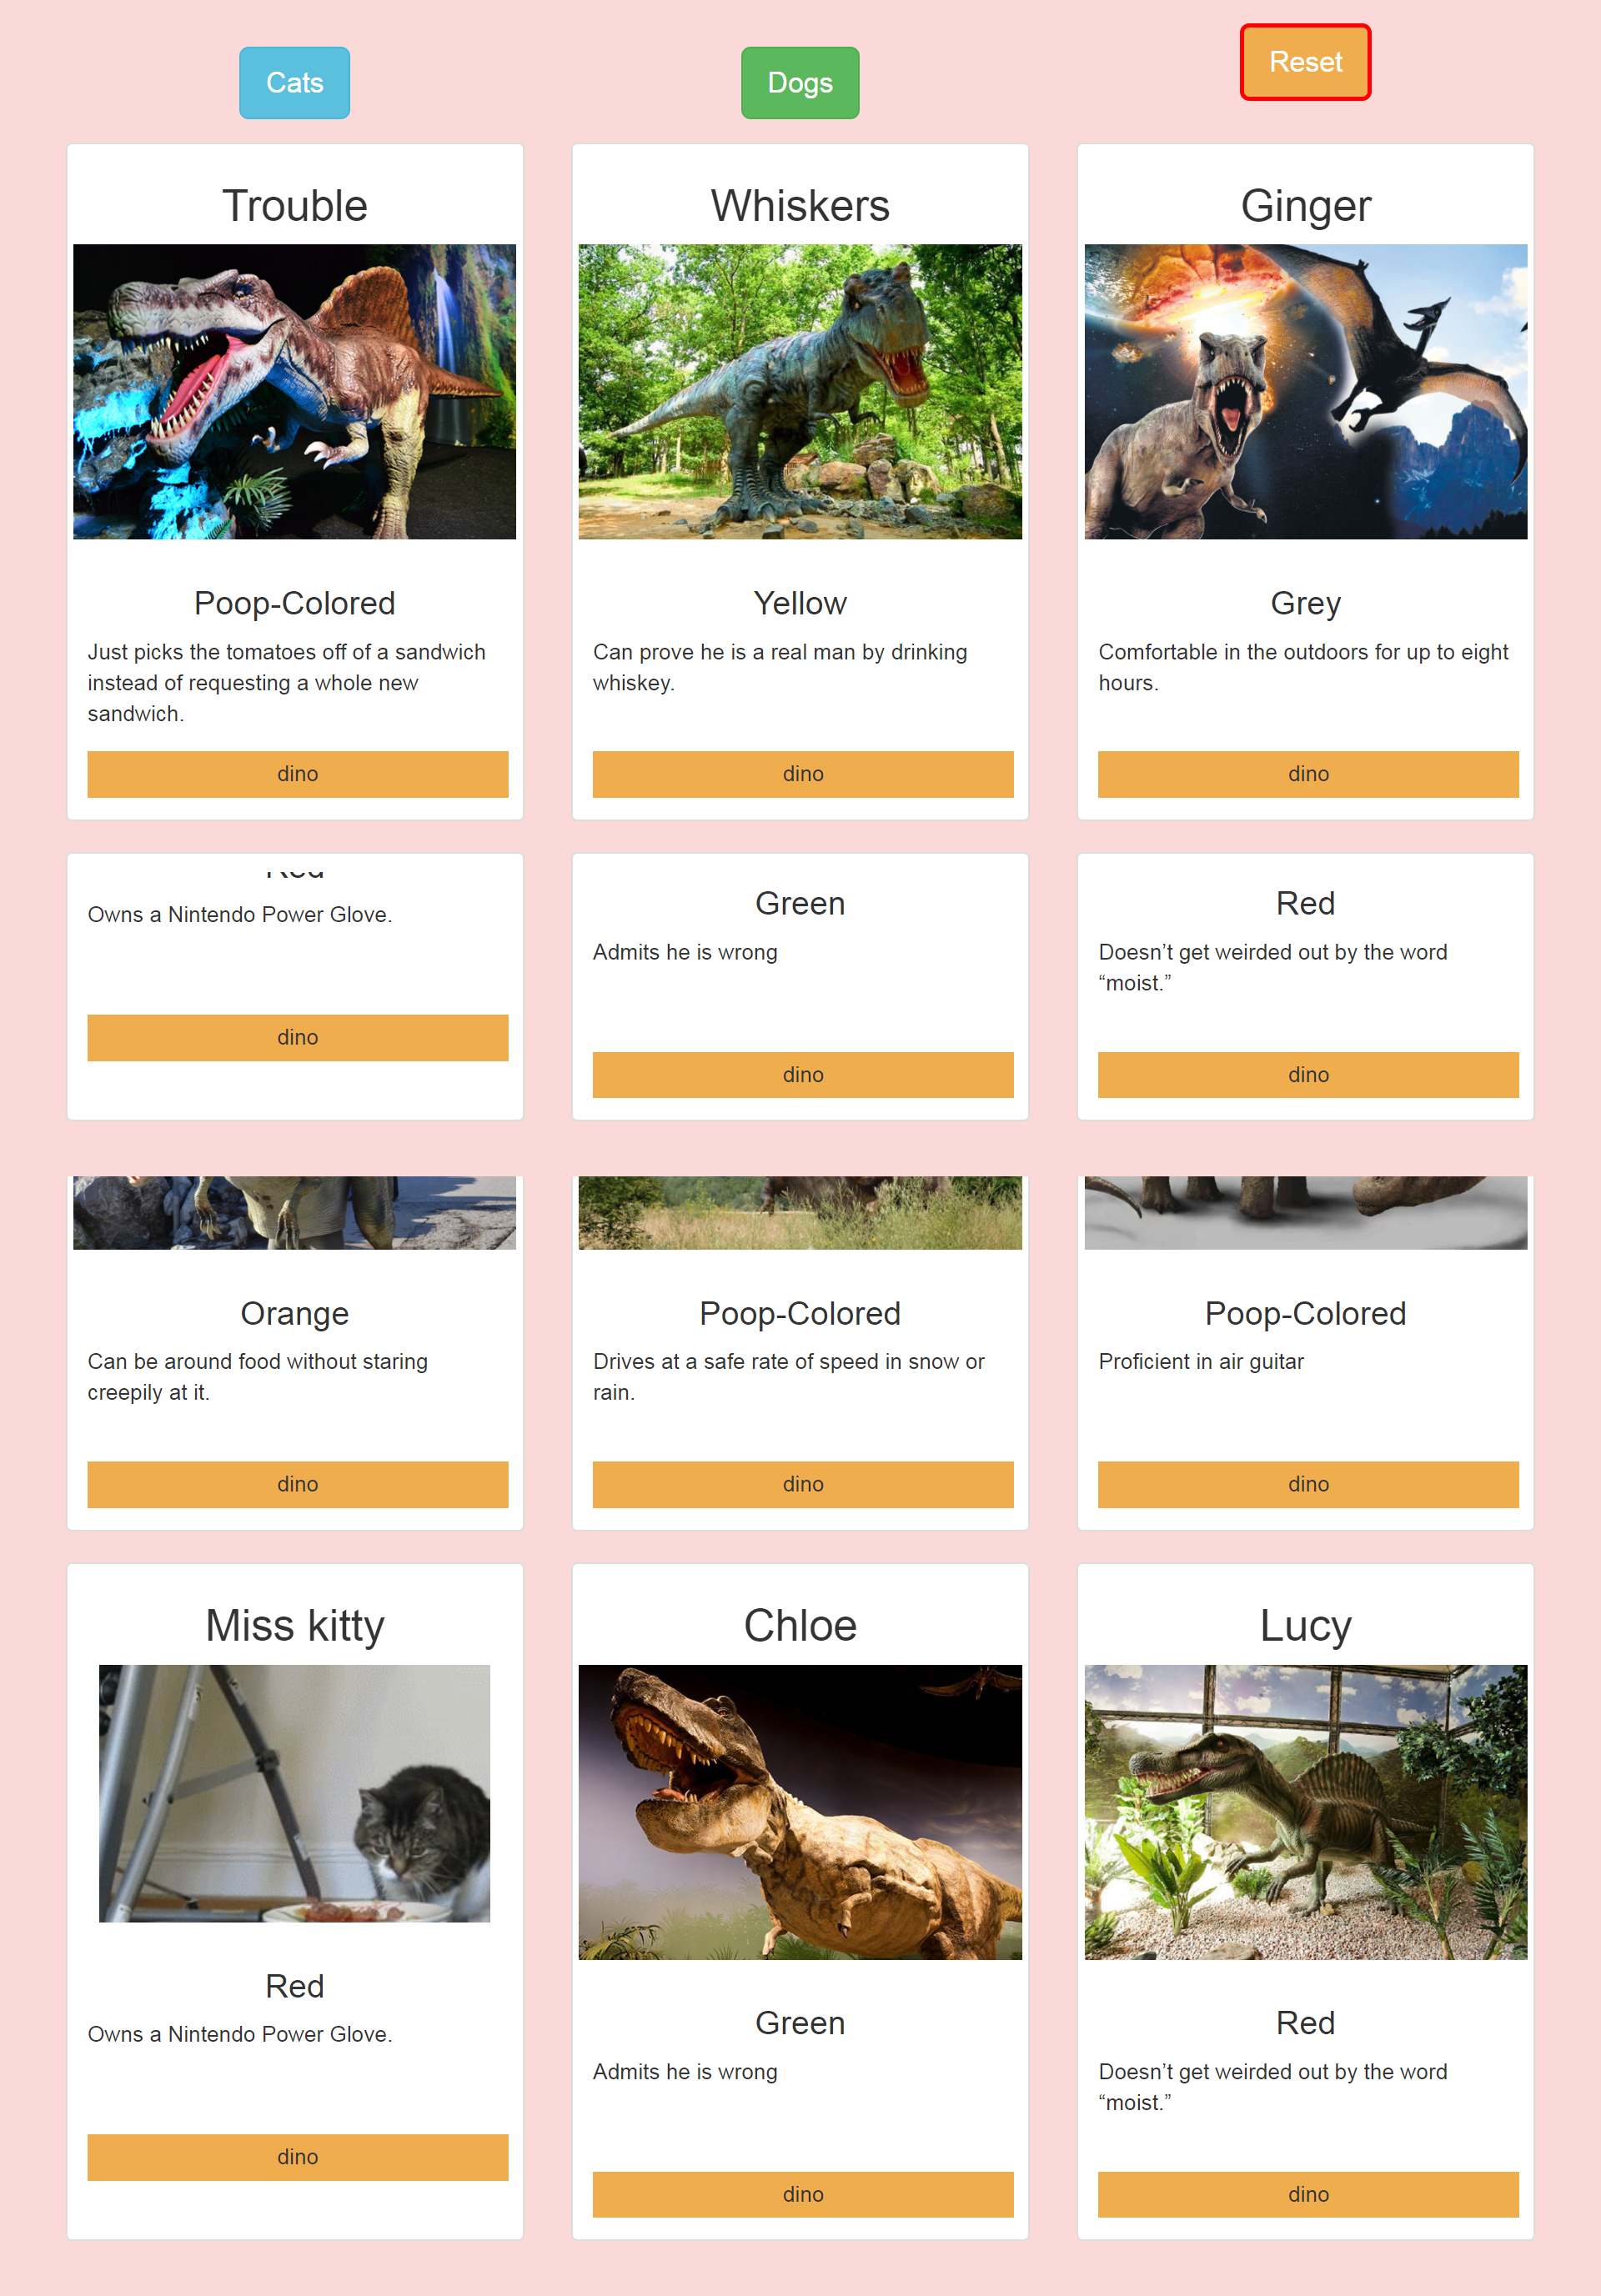 Cats
Dogs
Reset
Trouble
Whiskers
Ginger
Poop-Colored
Just picks the tomatoes off of a sandwich
instead of requesting a whole new
sandwich.
dino
Yellow
Can prove he is a real man by drinking
whiskey.
dino
Grey
Comfortable in the outdoors for up to eight
hours.
dino
Owns a Nintendo Power Glove.
dino
Green
Admits he is wrong
dino
Red
Doesn’t get weirded out by the word
“moist.”
dino
Orange
Can be around food without staring
creepily at it.
dino
Poop-Colored
Drives at a safe rate of speed in snow or
rain.
dino
Poop-Colored
Proficient in air guitar
dino
Miss kitty
Red
Owns a Nintendo Power Glove.
dino
Chloe
Green
Admits he is wrong
dino
Lucy
Red
Doesn’t get weirded out by the word
“moist.”
dino